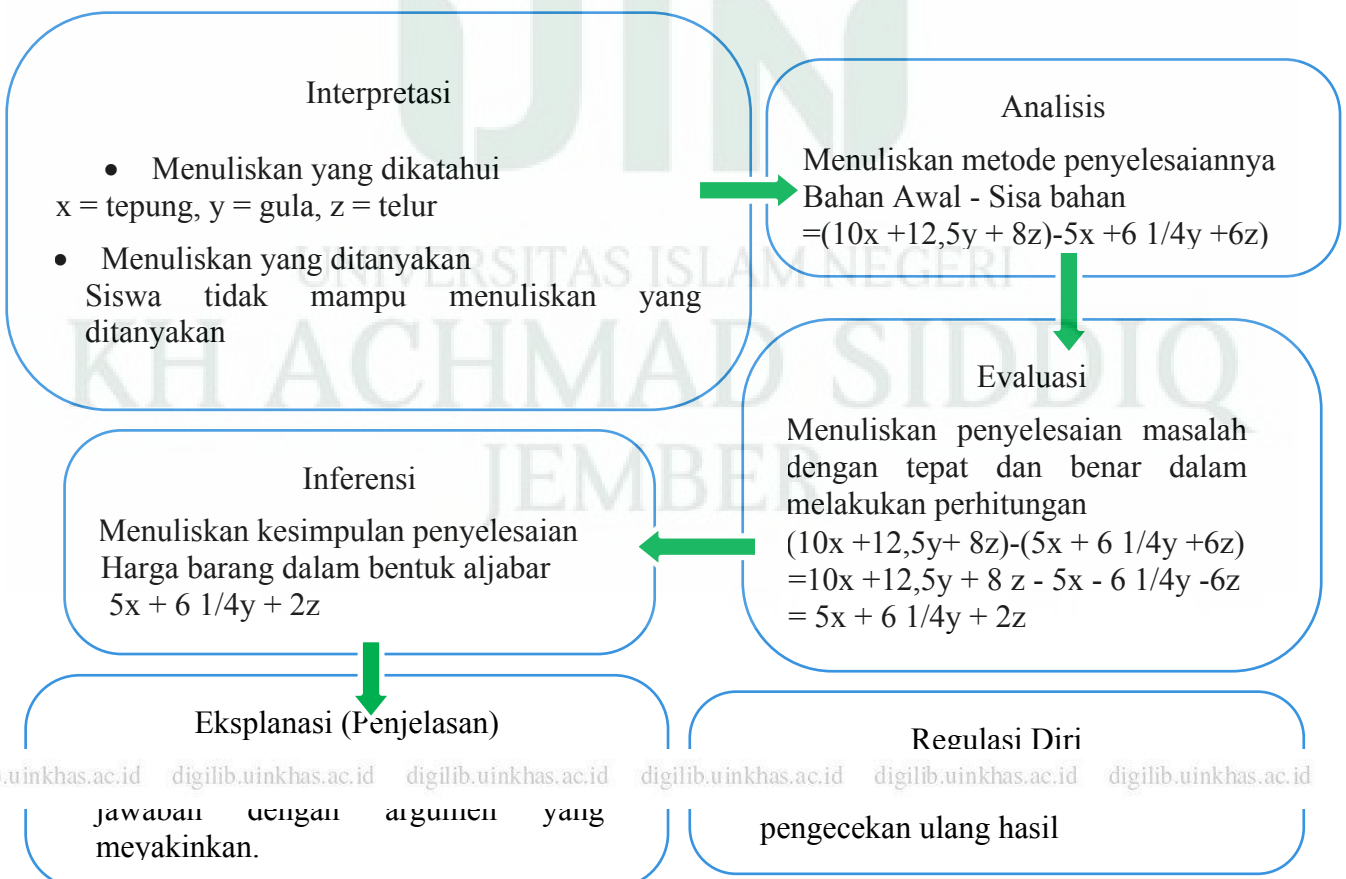 Interpretasi
• Menuliskan yang dikatahui
x = tepung, y = gula, z = telur
• Menuliskan yang ditanyakan
Siswa tidak mampu menuliskan yang
ditanyakan
Analisis
Menuliskan metode penyelesaiannya
Bahan Awal - Sisa bahan
=(10x +12,5y + 8z)-5x +6 1/4y +6z)
Evaluasi
Menuliskan penyelesaian masalah
dengan tepat dan benar dalam
melakukan perhitungan
(10x +12,5y+ 8z)-(5x + 6 1/4y +6z)
=10x +12,5y + 8 z - 5x - 6 1/4y -6z
= 5x + 6 1/4y + 2z
Inferensi
Menuliskan kesimpulan penyelesaian
Harga barang dalam bentuk aljabar
5x + 6 1/4y + 2z
Eksplanasi (Penjelasan)
jawaban dengan argumen yang
meyakinkan.
Regulasi Diri
pengecekan ulang hasil
UIN
UNIVERSITAS ISLAM NEGERI
KH ACHMAD SIDDIQ
JEMBER
.uinkhas.ac.id digilib.uinkhas.ac.id digilib.uinkhas.ac.id digilib.uinkhas.ac.id digilib.uinkhas.ac.id digilib.uinkhas.ac.id